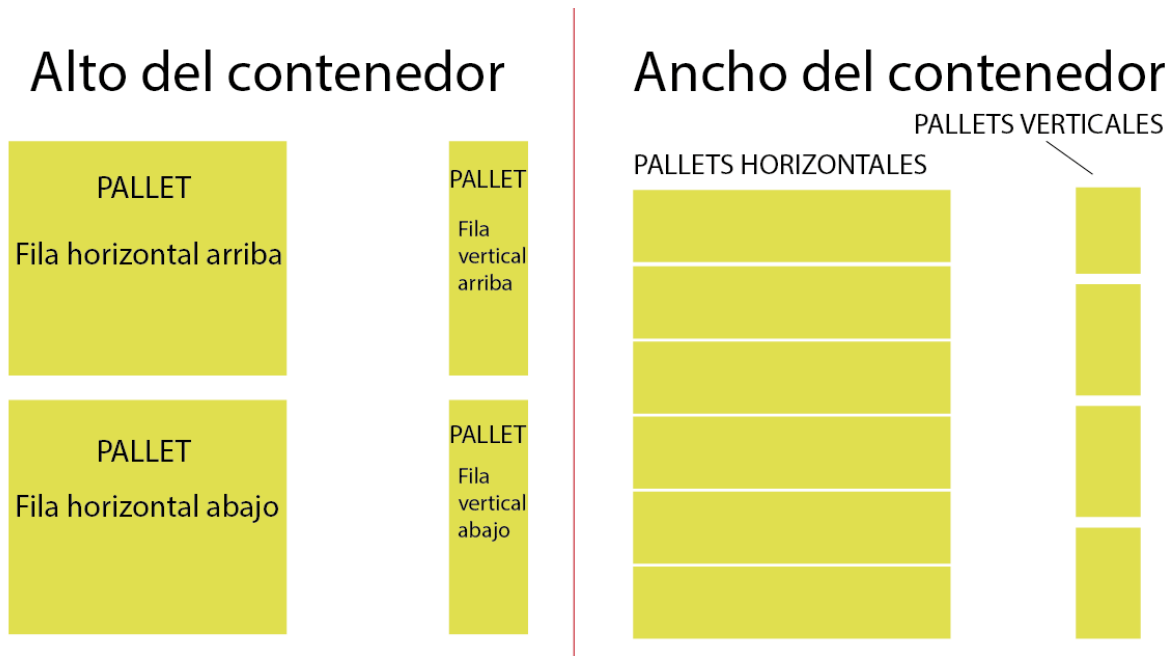 Alto del contenedor
PALLET
Fila horizontal arriba
PALLET
Fila
vertical
arriba
PALLET
Fila horizontal abajo
PALLET
Fila
vertical
abajo
Ancho del contenedor
PALLETS VERTICALES
PALLETS HORIZONTALES